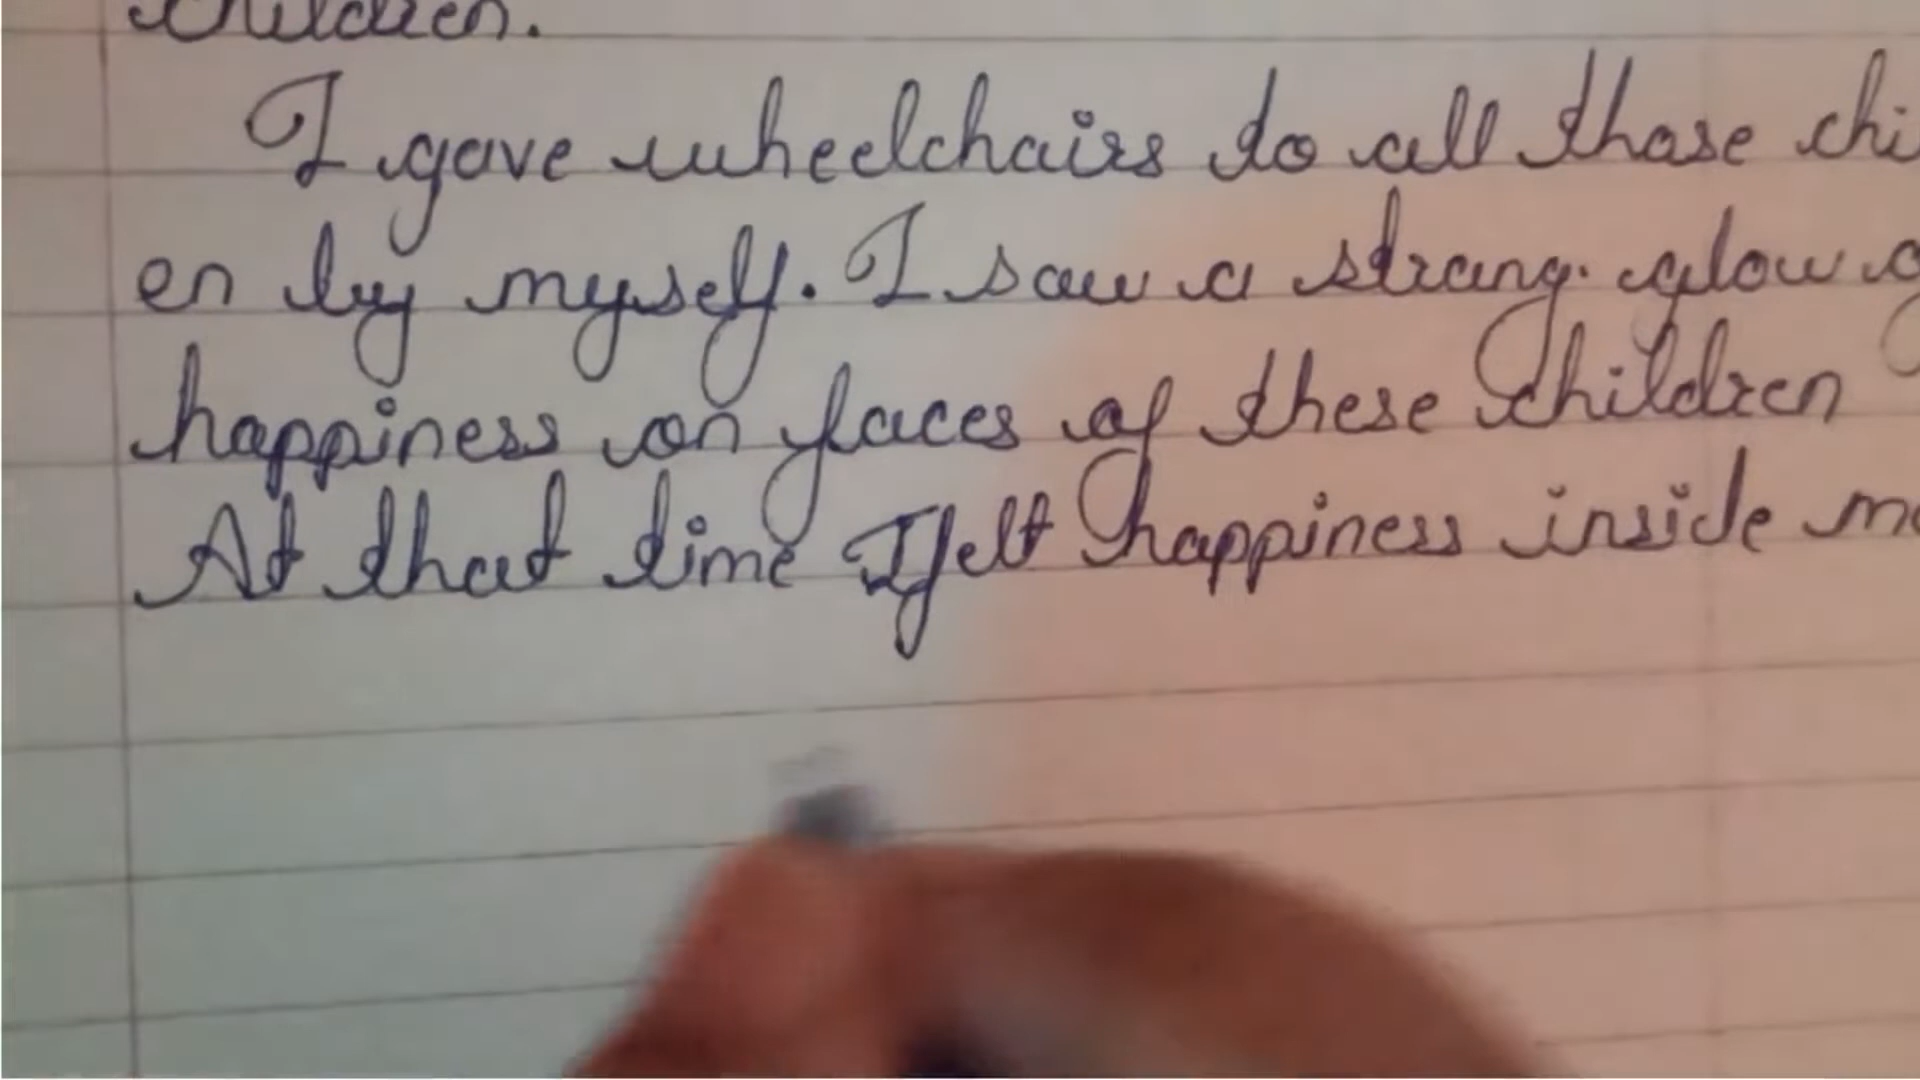 children.
I gave wheelchairs to all those chi
en by myself. I saw a strang. glow
happiness on faces of these children
At that time I felt happiness inside